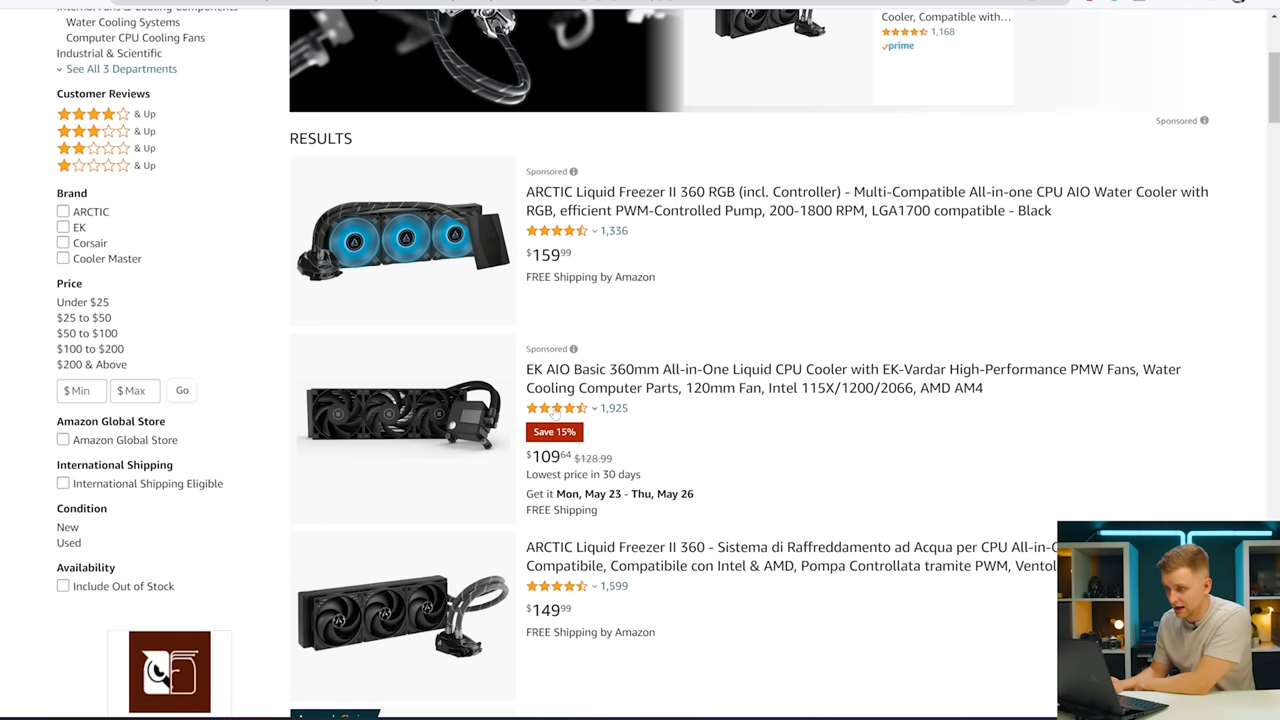 Internal Fans & Cooling Components
Water Cooling Systems
Computer CPU Cooling Fans
Industrial & Scientific
See All 3 Departments
Customer Reviews
& Up
& Up
& Up
& Up
Brand
ARCTIC
EK
Corsair
Cooler Master
Price
Under $25
$25 to $50
$50 to $100
$100 to $200
$200 & Above
$ Min $ Max Go
Amazon Global Store
Amazon Global Store
International Shipping
International Shipping Eligible
Condition
New
Used
Availability
Include Out of Stock
Cooler, Compatible with…
1,168
prime
Sponsored
RESULTS
Sponsored
ARCTIC Liquid Freezer II 360 RGB (incl. Controller) - Multi-Compatible All-in-one CPU AIO Water Cooler with
RGB, efficient PWM-Controlled Pump, 200-1800 RPM, LGA1700 compatible - Black
1,336
$15999
FREE Shipping by Amazon
Sponsored
EK AIO Basic 360mm All-in-One Liquid CPU Cooler with EK-Vardar High-Performance PMW Fans, Water
Cooling Computer Parts, 120mm Fan, Intel 115X/1200/2066, AMD AM4
1,925
Save 15%
$10964 $128.99
Lowest price in 30 days
Get it Mon, May 23 - Thu, May 26
FREE Shipping
ARCTIC Liquid Freezer II 360 - Sistema di Raffreddamento ad Acqua per CPU All-in-
Compatibile, Compatibile con Intel & AMD, Pompa Controllata tramite PWM,
1,599
$14999
FREE Shipping by Amazon